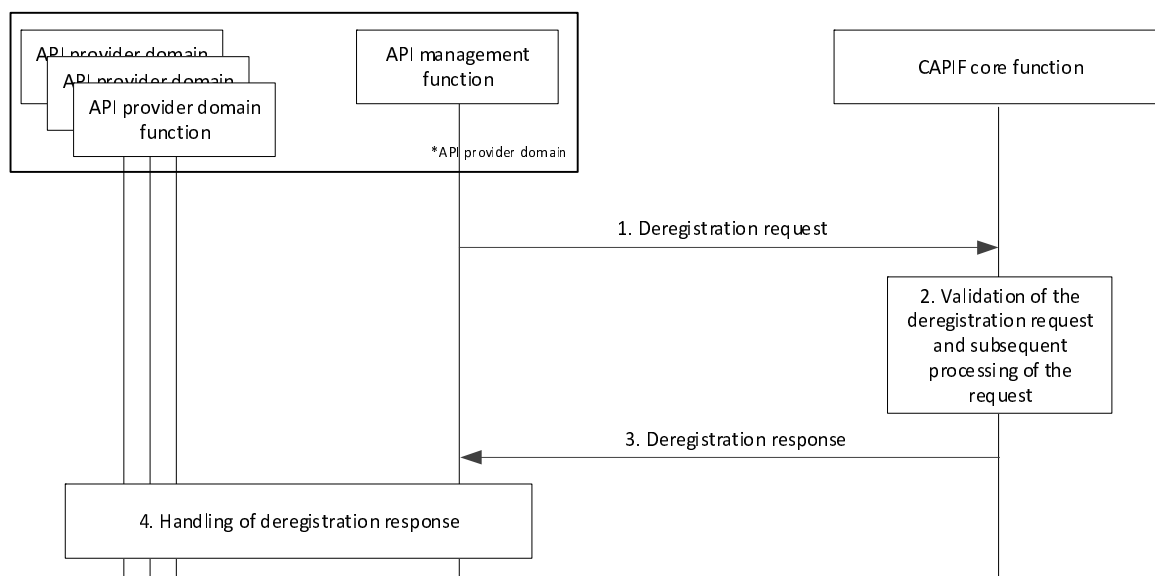 API provider domain
API provider domain
API provider domain
function
API management
function
CAPIF core function
*API provider domain
1. Deregistration request
2. Validation of the
deregistration request
and subsequent
processing of the
request
3. Deregistration response
4. Handling of deregistration response